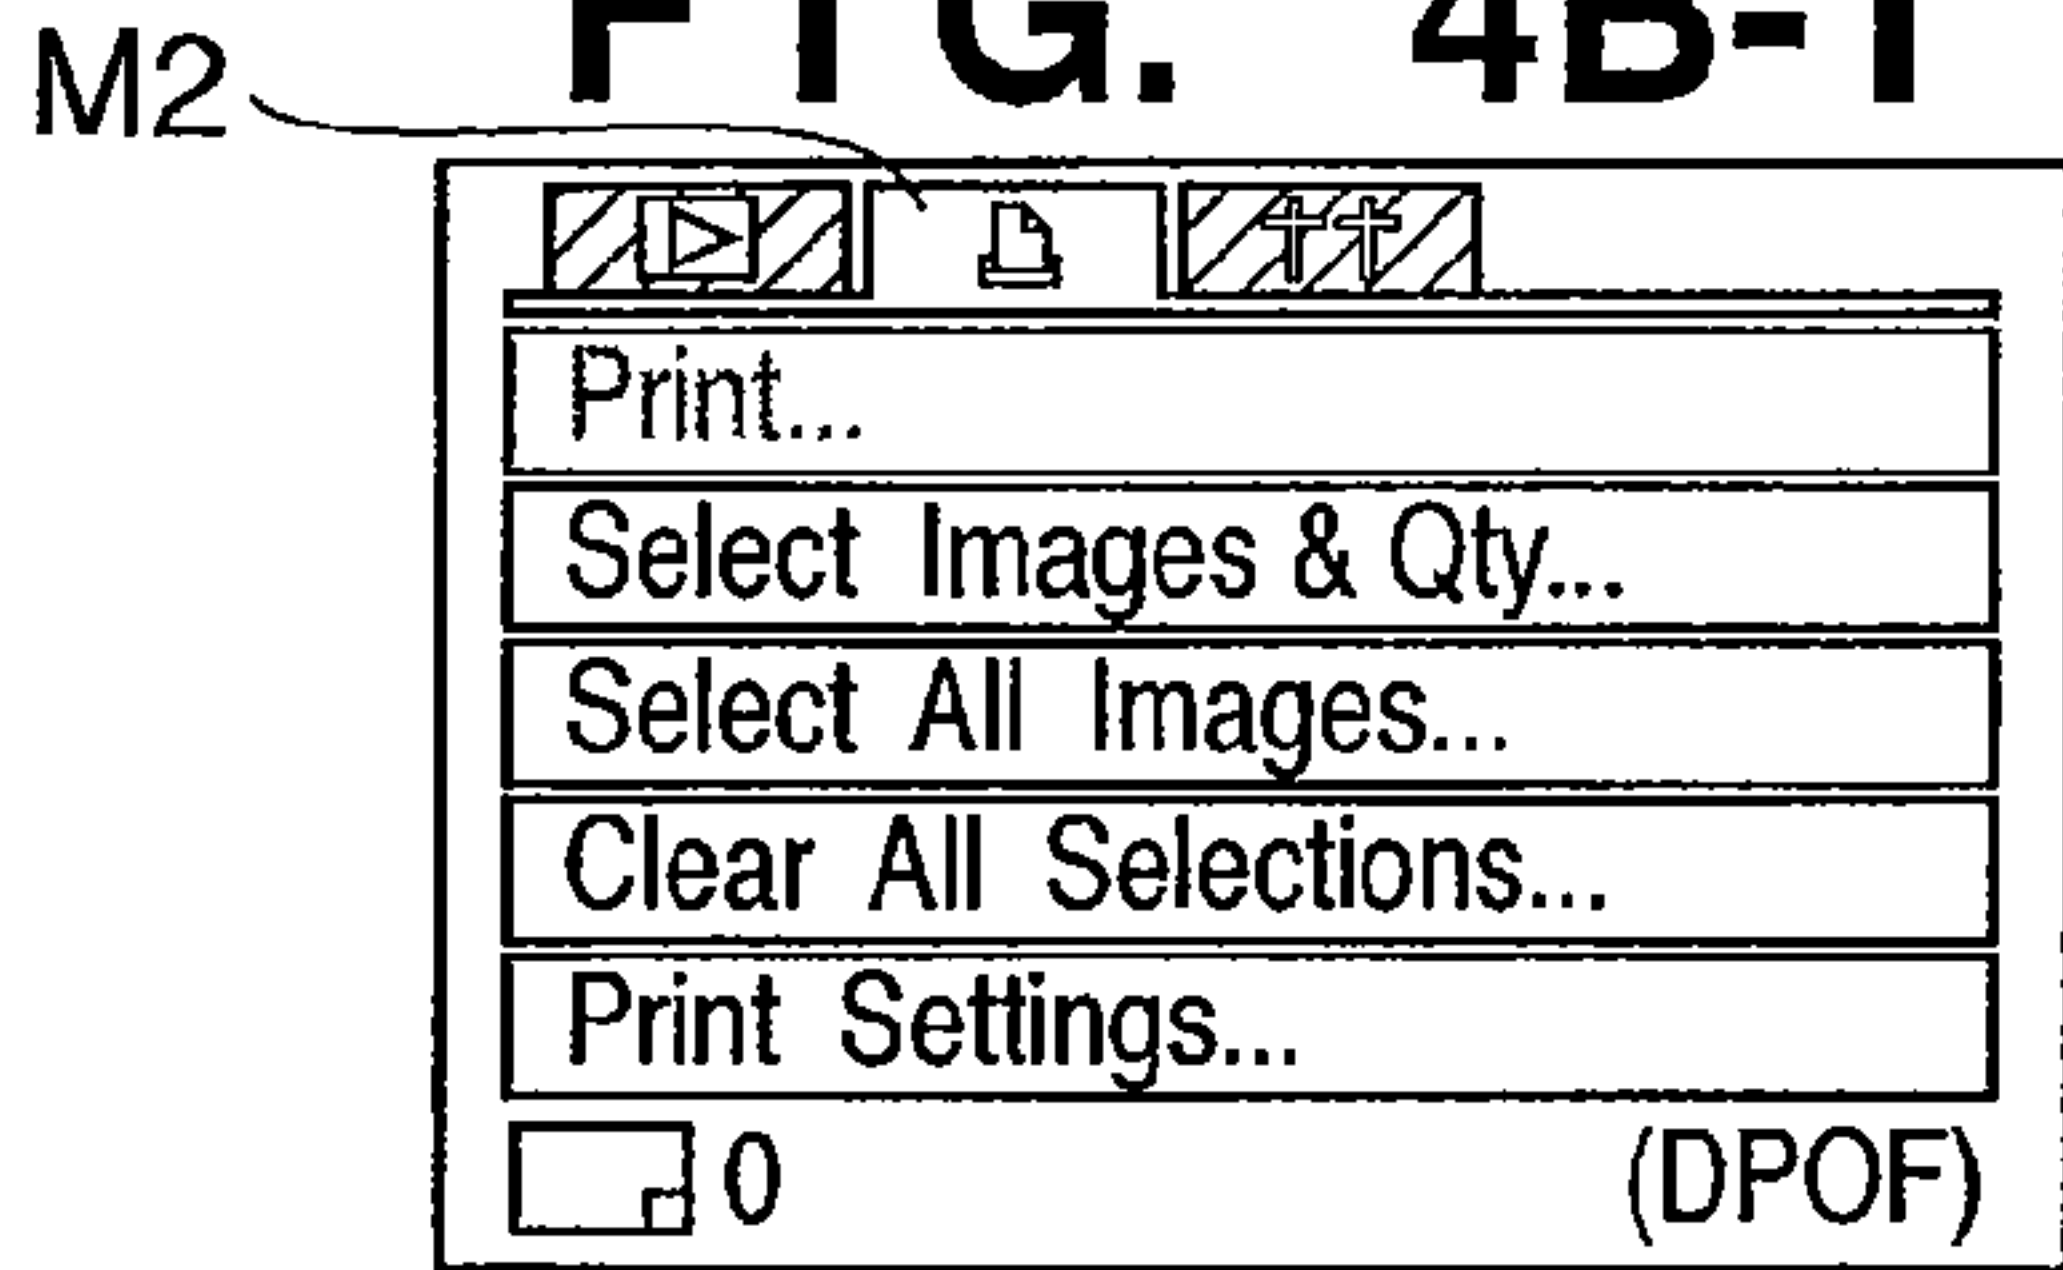 FIG. 4B-1
M2
Print...
Select Images & Qty...
Select All Images...
Clear All Selections...
Print Settings...
0 (DPOF)